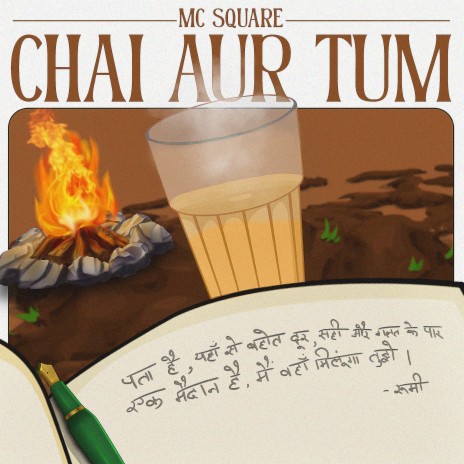 MC SQUARE
CHAI AUR TUM
पता है, यहाँ से बहोत दूर, सही और गलत के पार
एक मैदान है, मैं वहाँ मिलूंगा तुझे ।
- रूमी